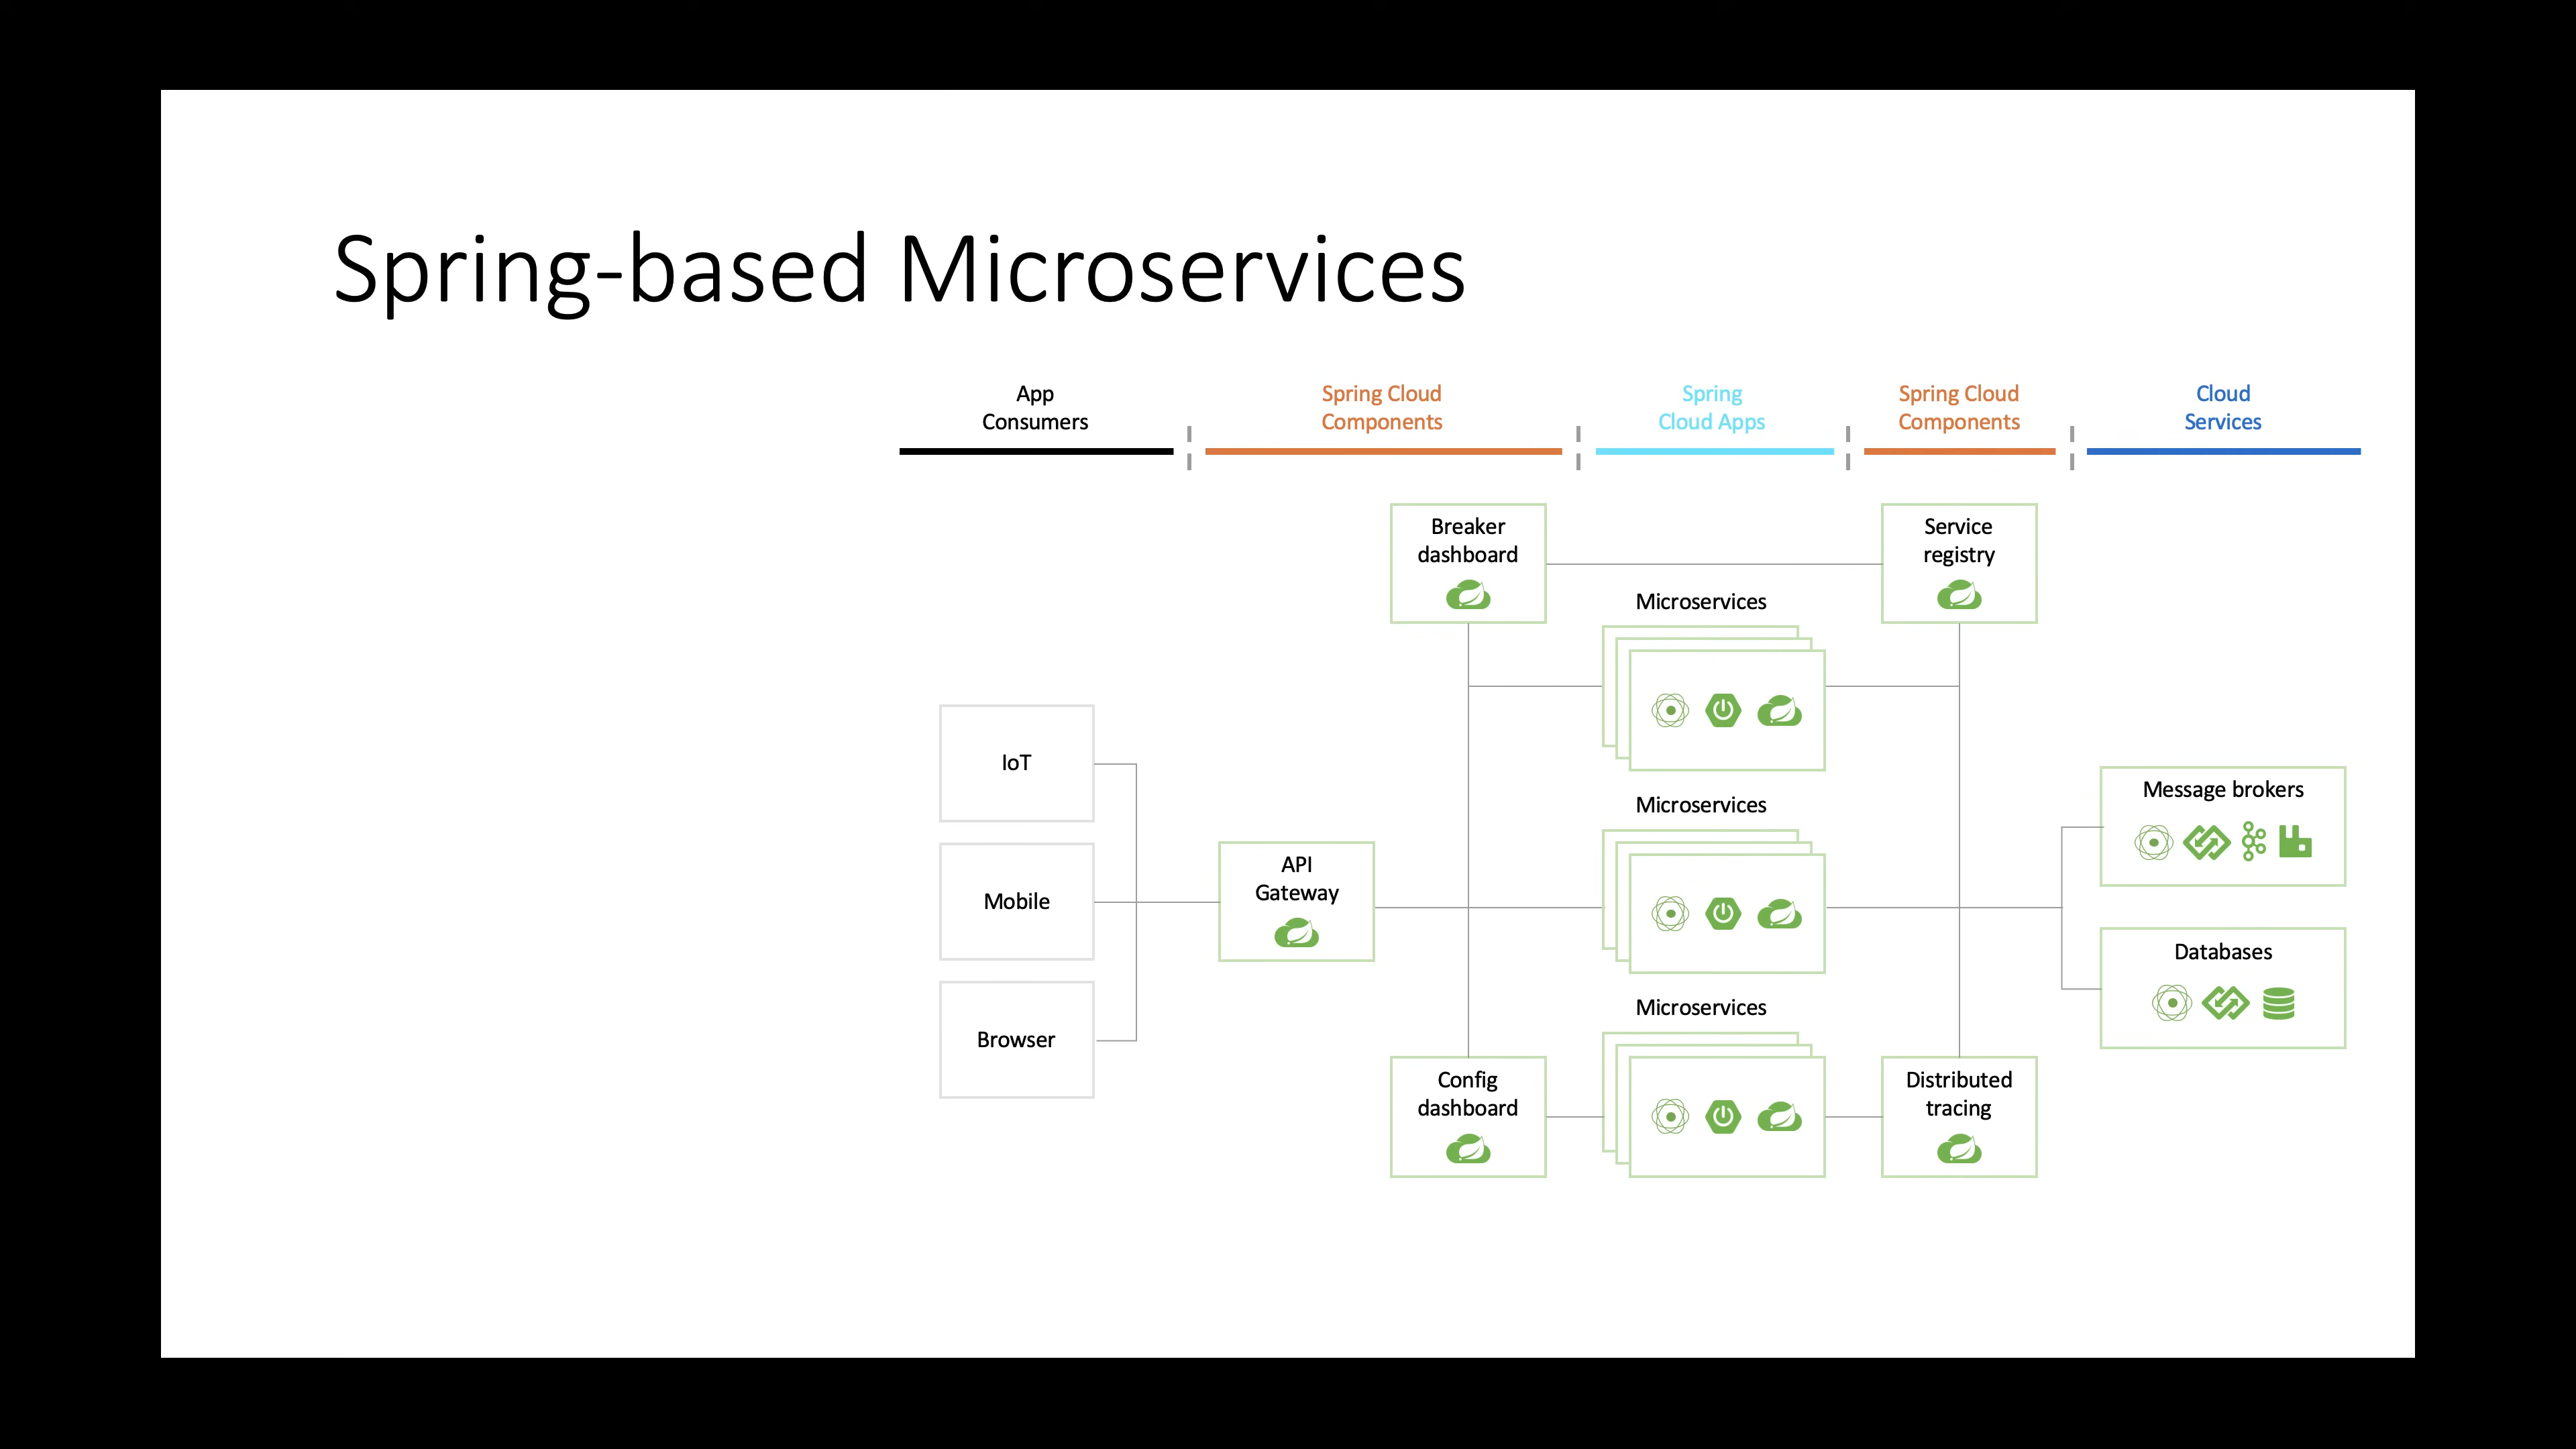 Spring-based Microservices
App
Consumers
Spring Cloud
Components
Spring
Cloud Apps
Spring Cloud
Components
Cloud
Services
Breaker
dashboard
Service
registry
Microservices
IoT
Mobile
Browser
API
Gateway
Microservices
Message brokers
Databases
Microservices
Config
dashboard
Distributed
tracing